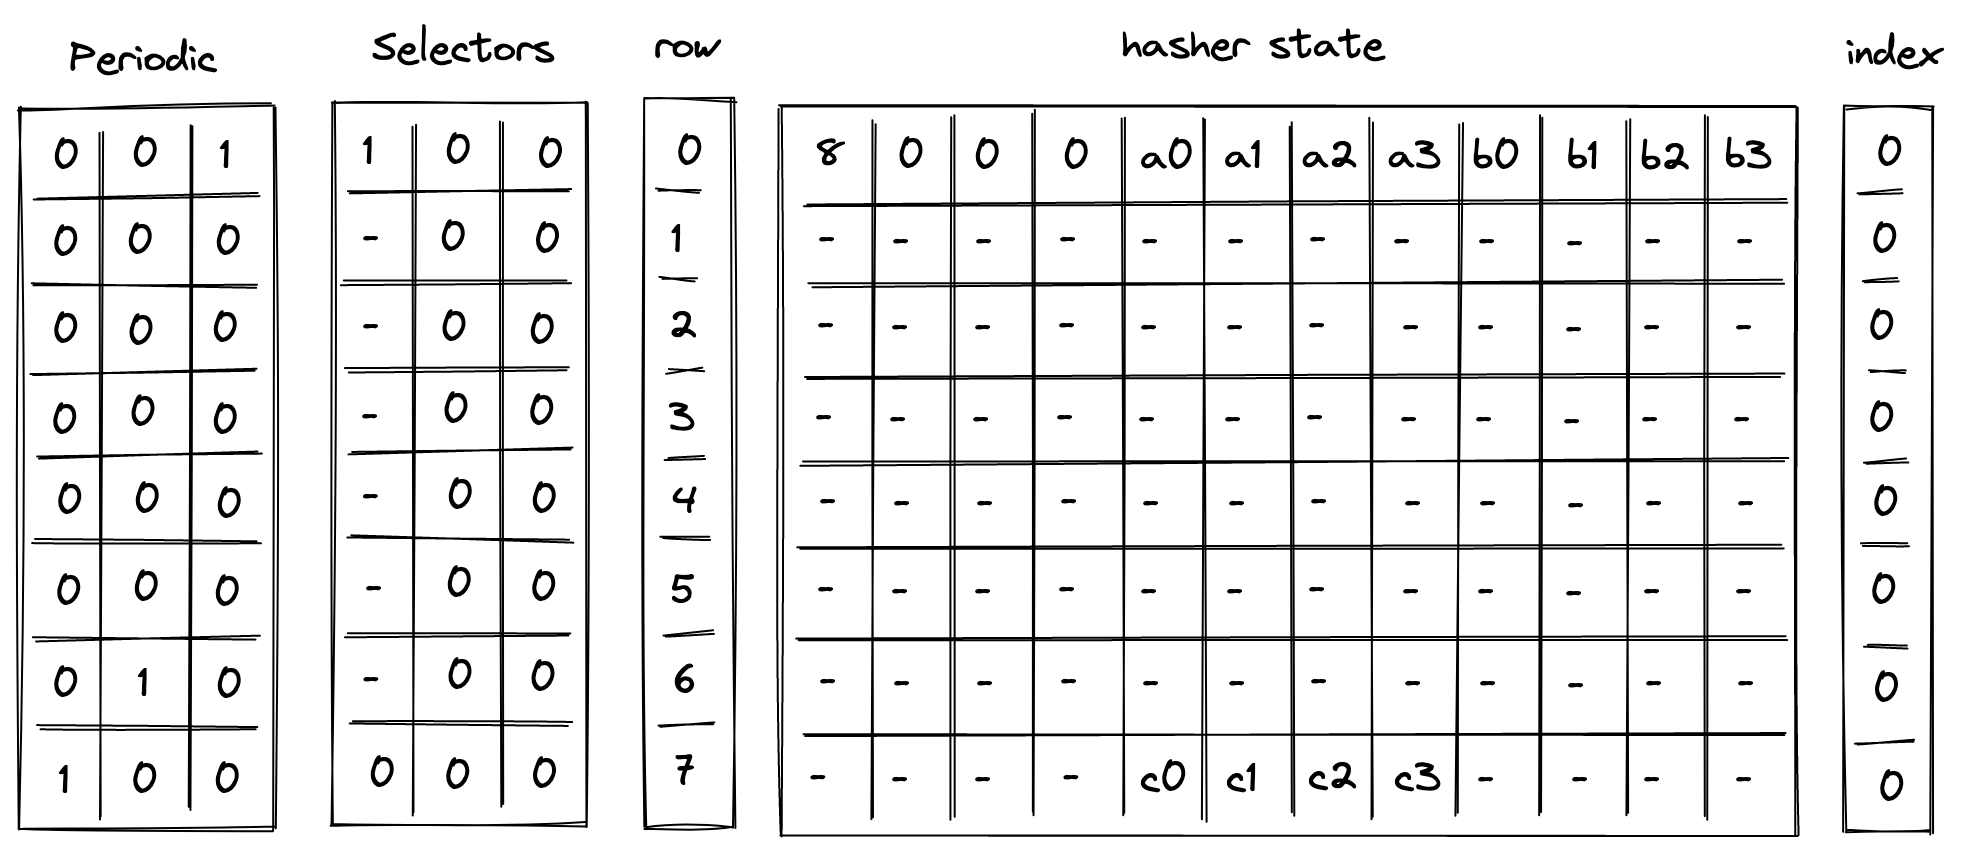 Periodic Selectors row hasher state index
0 0 1 1 0 0 0 8 0 0 0 a0 a1 a2 a3 b0 b1 b2 b3 0
0 0 0 - 0 0 1 - - - - - - - - - - - - 0
0 0 0 - 0 0 2 - - - - - - - - - - - - 0
0 0 0 - 0 0 3 - - - - - - - - - - - - 0
0 0 0 - 0 0 4 - - - - - - - - - - - - 0
0 0 0 - 0 0 5 - - - - - - - - - - - - 0
0 1 0 - 0 0 6 - - - - - - - - - - - - 0
1 0 0 0 0 0 7 - - - - c0 c1 c2 c3 - - - - 0